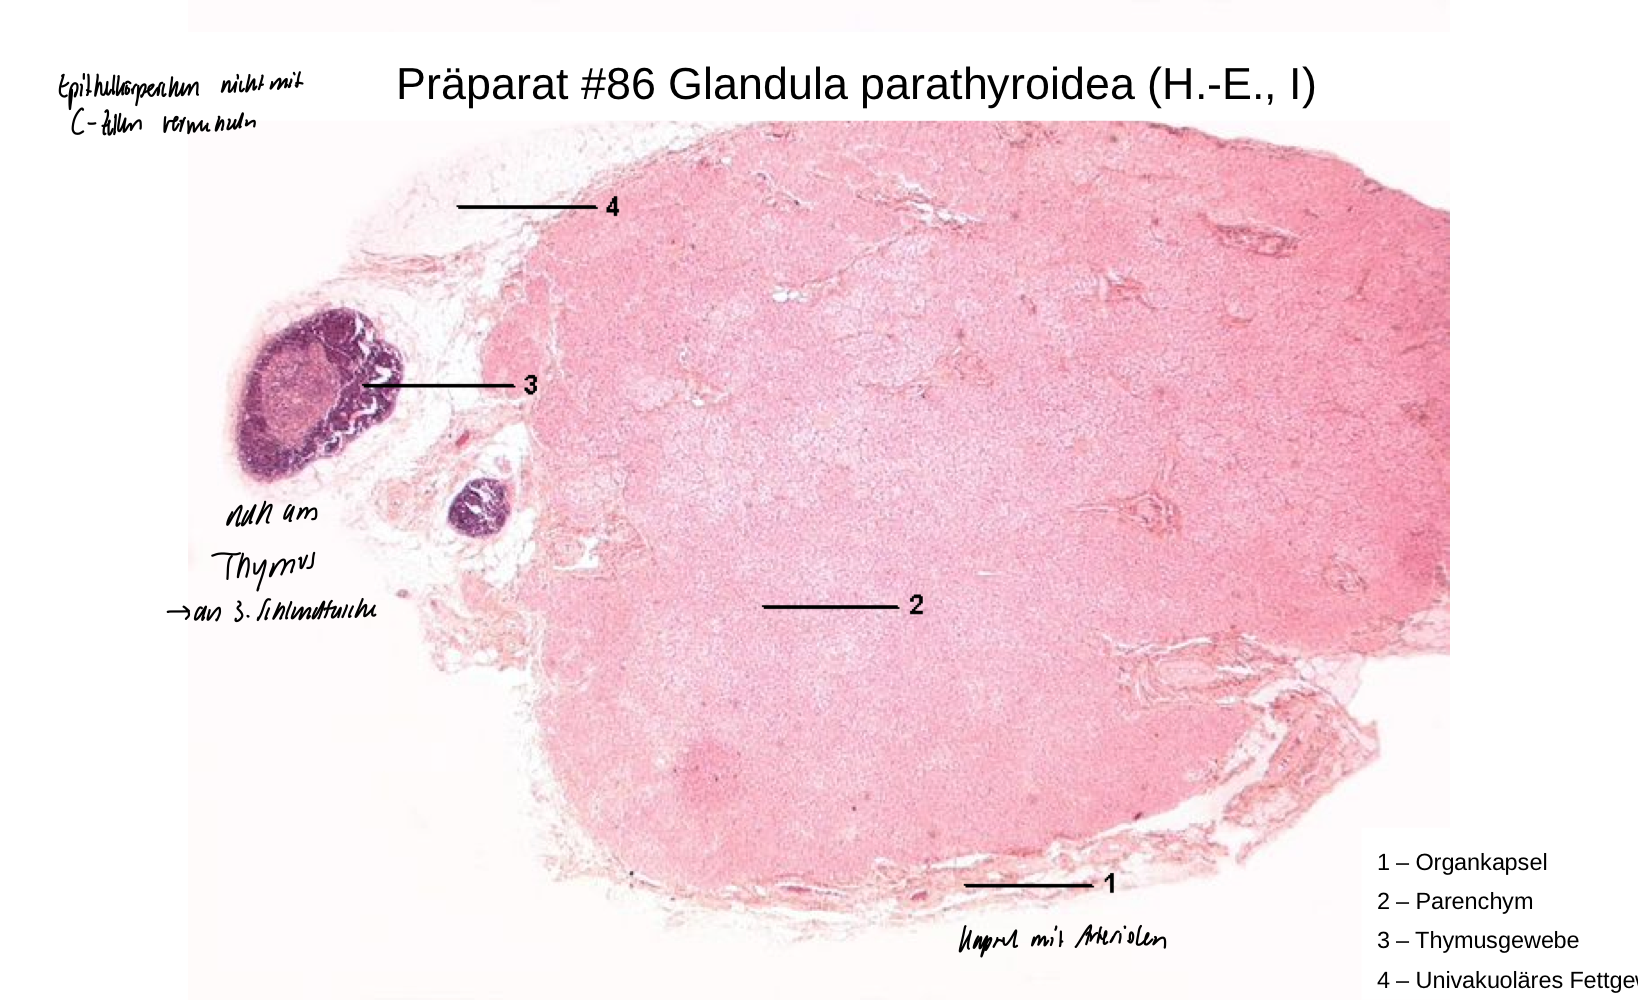 Präparat #86 Glandula parathyroidea (H.-E., I)
Epithelkörperchen nicht mit
C-Zellen verwechseln
4
3
nah am
Thymus
→ an 3. Schlundtasche
2
1
Kapsel mit Arteriolen
1 – Organkapsel
2 – Parenchym
3 – Thymusgewebe
4 – Univakuoläres Fettge